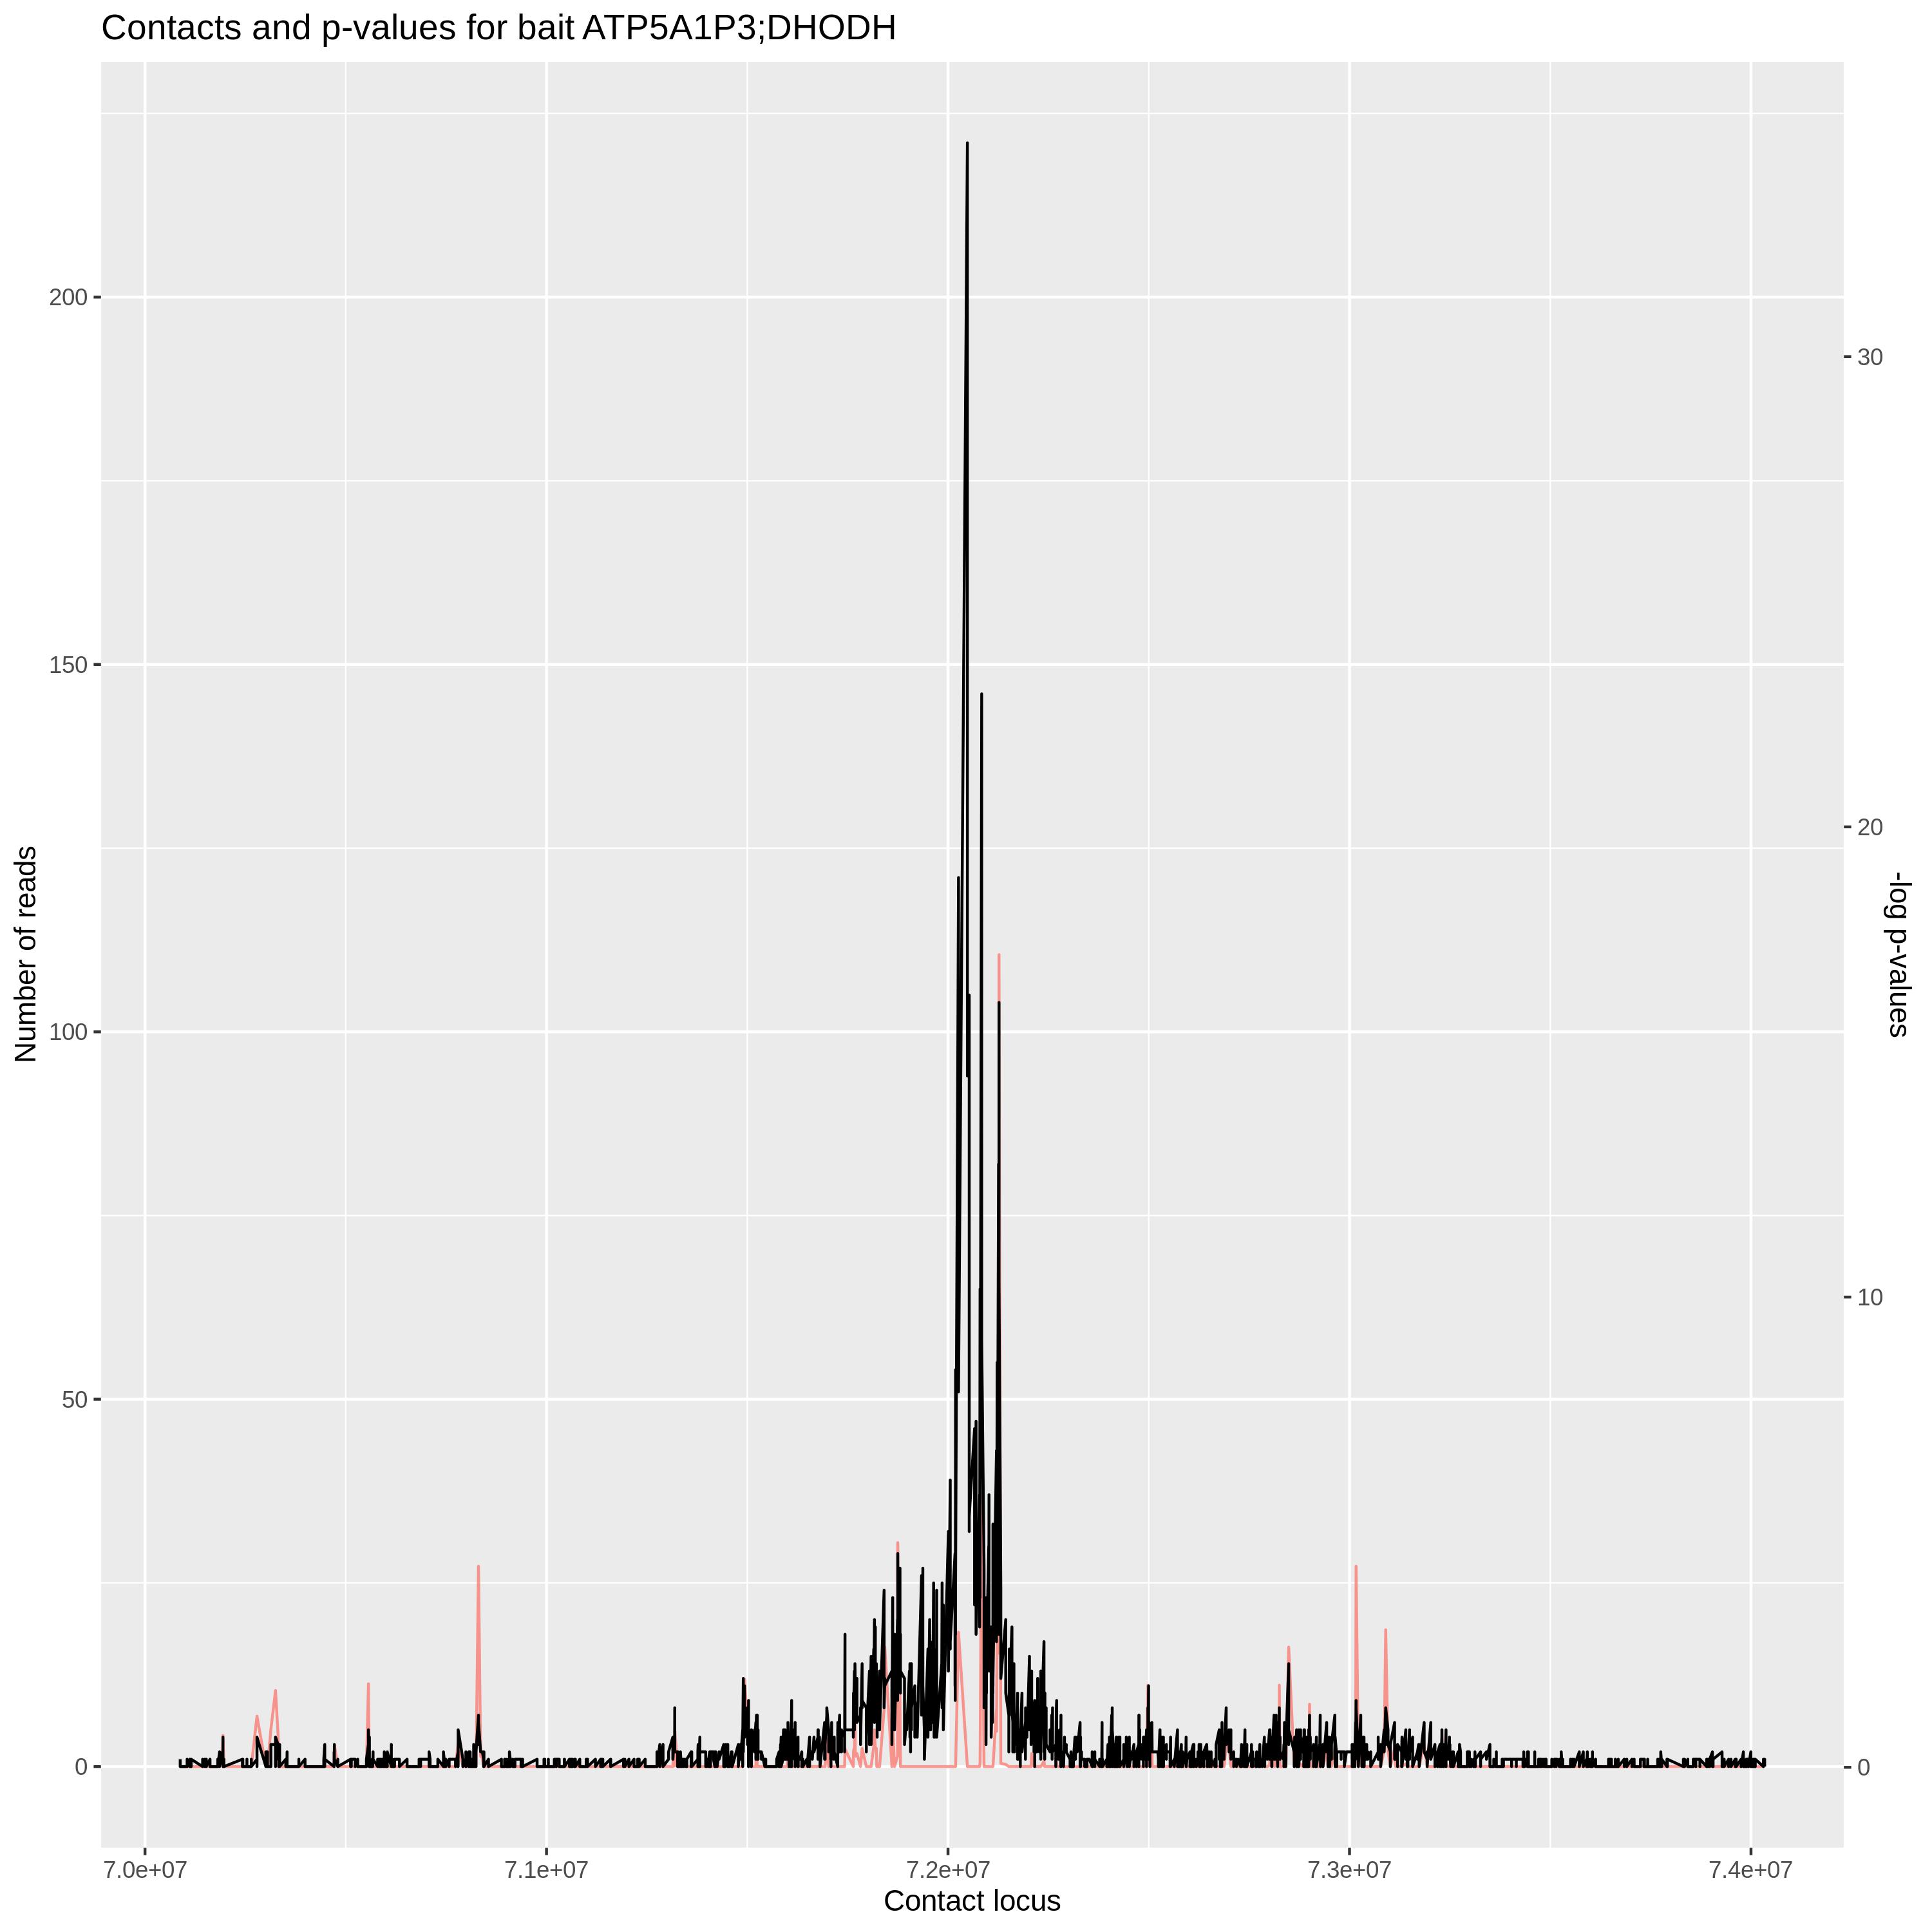 Contacts and p-values for bait ATP5A1P3;DHODH
200
150
100
50
0
Number of reads
30
20
10
0
-log p-values
7.0e+07 7.1e+07 7.2e+07 7.3e+07 7.4e+07
Contact locus